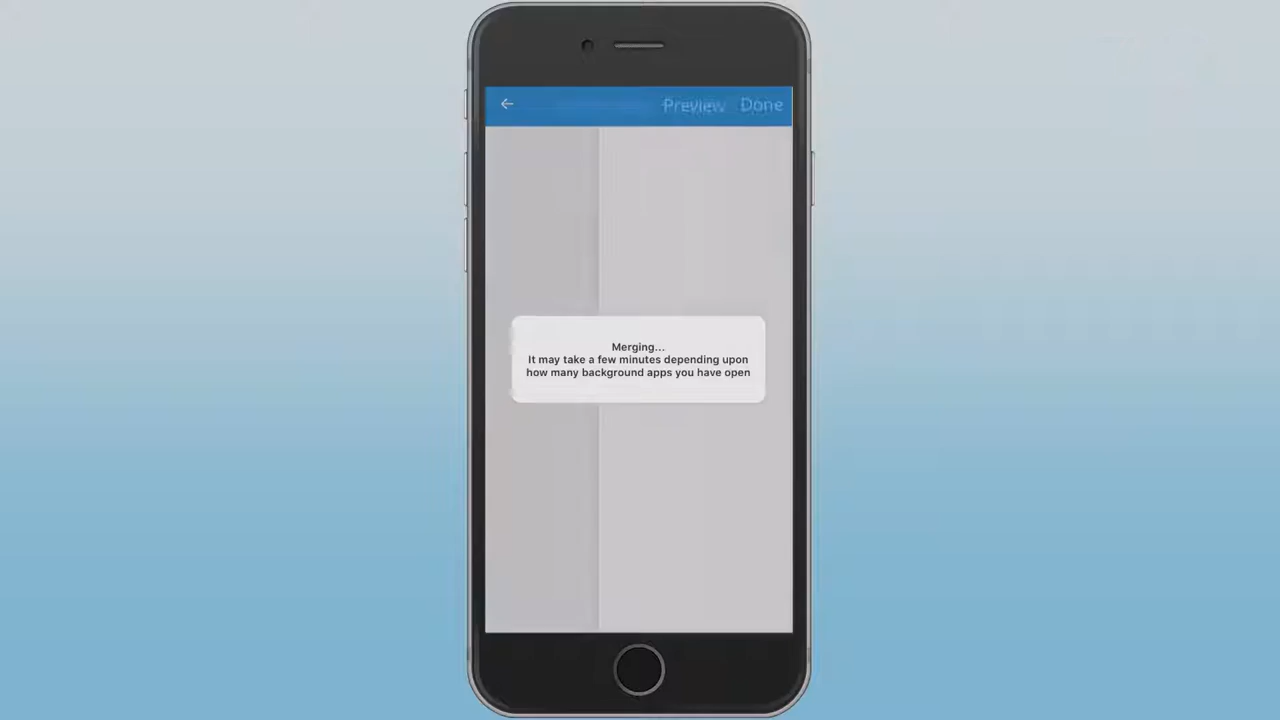 Preview Done
Merging...
It may take a few minutes depending upon
how many background apps you have open